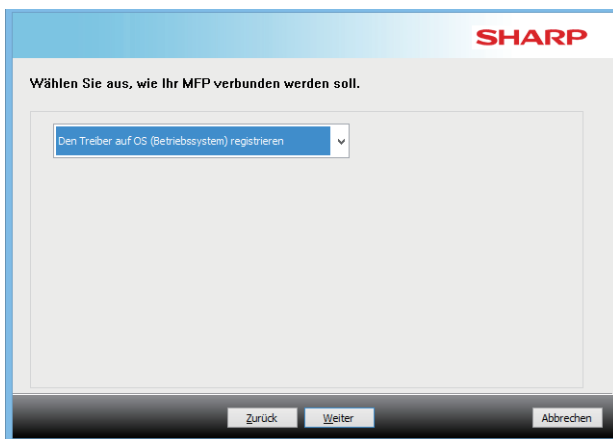 SHARP
Wählen Sie aus, wie Ihr MFP verbunden werden soll.
Den Treiber auf OS (Betriebssystem) registrieren
Zurück Weiter Abbrechen